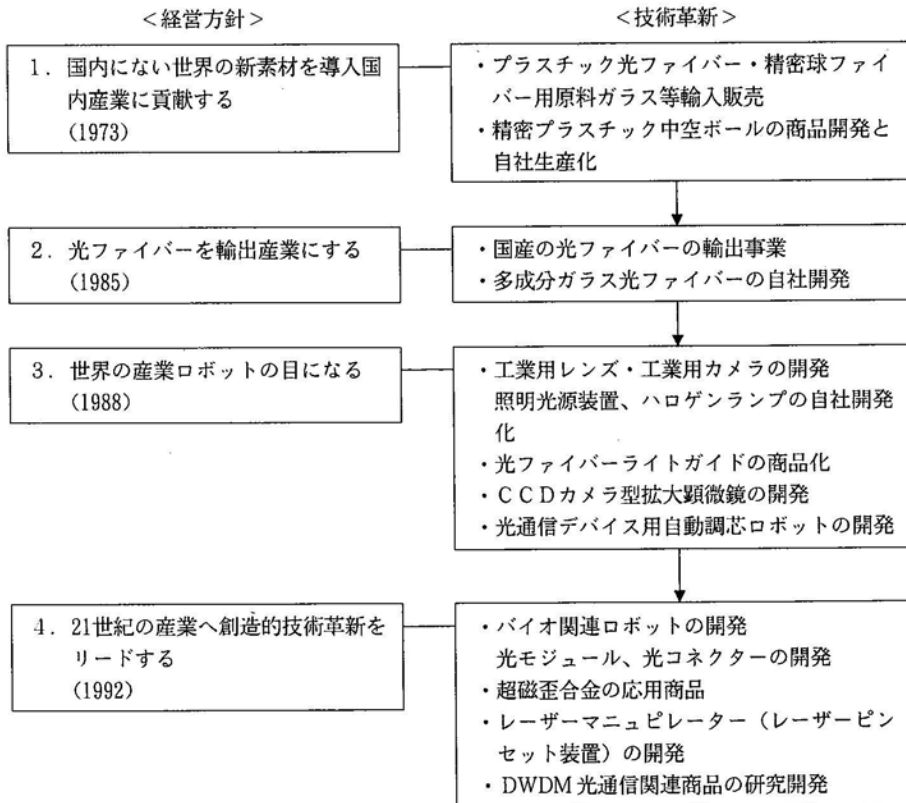 ＜経営方針＞
＜技術革新＞
1．国内にない世界の新素材を導入国
内産業に貢献する
(1973)
・プラスチック光ファイバー・精密球ファイ
バー用原料ガラス等輸入販売
・精密プラスチック中空ボールの商品開発と
自社生産化
2．光ファイバーを輸出産業にする
(1985)
・国産の光ファイバーの輸出事業
・多成分ガラス光ファイバーの自社開発
3．世界の産業ロボットの目になる
(1988)
・工業用レンズ・工業用カメラの開発
照明光源装置、ハロゲンランプの自社開発
化
・光ファイバーライトガイドの商品化
・ＣＣＤカメラ型拡大顕微鏡の開発
・光通信デバイス用自動調芯ロボットの開発
4．21世紀の産業へ創造的技術革新を
リードする
(1992)
・バイオ関連ロボットの開発
光モジュール、光コネクターの開発
・超磁歪合金の応用商品
・レーザーマニュピレーター（レーザーピン
セット装置）の開発
・DWDM光通信関連商品の研究開発